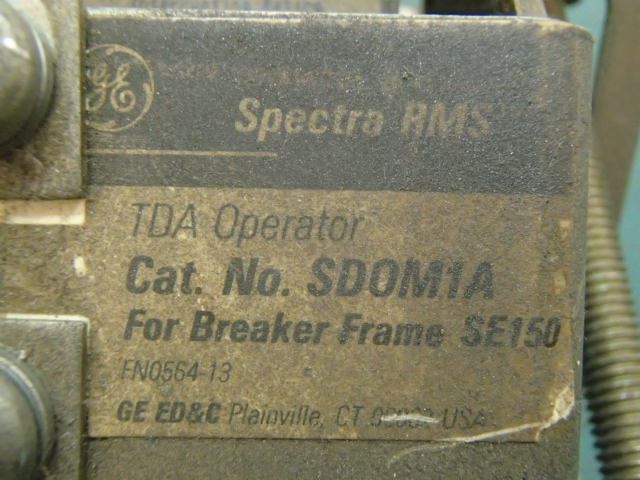 GE
Spectra RMS
TDA Operator
Cat. No. SDOM1A
For Breaker Frame SE150
FN0564-13
GE ED&C Plainville, CT USA